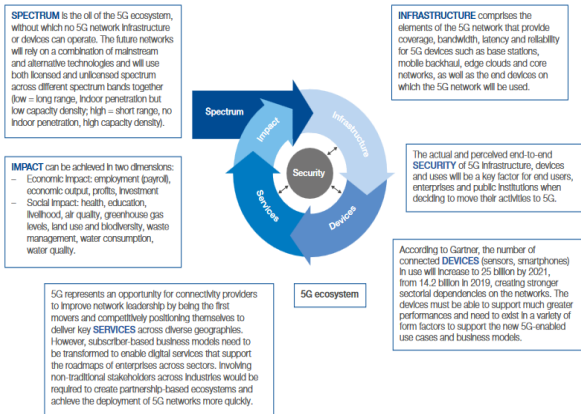 SPECTRUM is the oil of the 5G ecosystem,
without which no 5G network infrastructure
or devices can operate. The future networks
will rely on a combination of mainstream
and alternative technologies and will use
both licensed and unlicensed spectrum
across different spectrum bands together
(low = long range, indoor penetration but
low capacity density; high = short range, no
indoor penetration, high capacity density).
INFRASTRUCTURE comprises the
elements of the 5G network that provide
coverage, bandwidth, latency and reliability
for 5G devices such as base stations,
mobile backhaul, edge clouds and core
networks, as well as the end devices on
which the 5G network will be used.
Spectrum
Impact
Infrastructure
Security
Services
Devices
IMPACT can be achieved in two dimensions:
– Economic Impact: employment (payroll),
economic output, profits, investment
– Social Impact: health, education,
livelihood, air quality, greenhouse gas
levels, land use and biodiversity, waste
management, water consumption,
water quality.
The actual and perceived end-to-end
SECURITY of 5G infrastructure, devices
and uses will be a key factor for end users,
enterprises and public institutions when
deciding to move their activities to 5G.
According to Gartner, the number of
connected DEVICES (sensors, smartphones)
in use will increase to 25 billion by 2021,
from 14.2 billion in 2019, creating stronger
sectorial dependencies on the networks. The
devices must be able to support much greater
performances and need to exist in a variety of
form factors to support the new 5G-enabled
use cases and business models.
5G ecosystem
5G represents an opportunity for connectivity providers
to improve network leadership by being the first
movers and competitively positioning themselves to
deliver key SERVICES across diverse geographies.
However, subscriber-based business models need to
be transformed to enable digital services that support
the roadmaps of enterprises across sectors. Involving
non-traditional stakeholders across industries would be
required to create partnership-based ecosystems and
achieve the deployment of 5G networks more quickly.